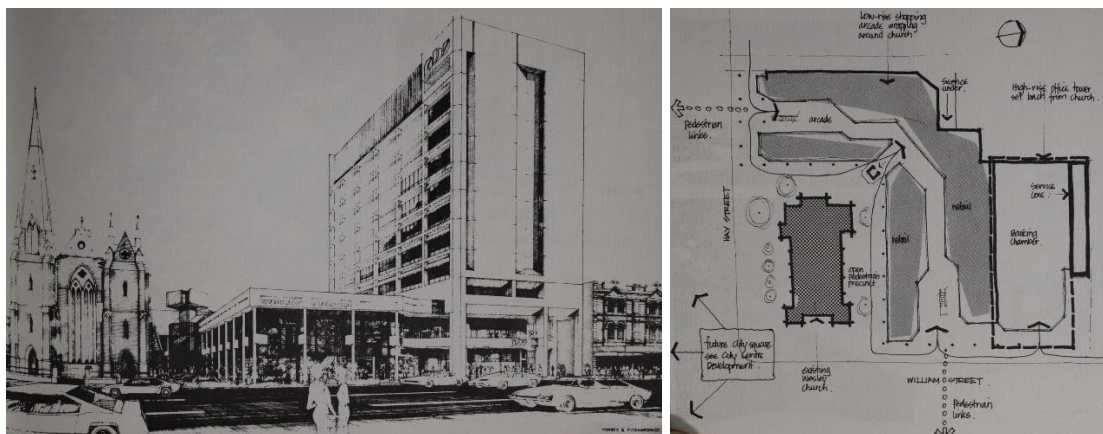 FORBES & FITZHARDINGE
Low-rise shopping
arcade wrapping
around church
Service
under.
High-rise office tower
set back from church.
Pedestrian
links.
arcade
HAY STREET
retail
retail
Service
core.
Banking
chamber.
open
pedestrian
precinct
future city square
see City Centre
Development.
existing
Wesley
church.
WILLIAM STREET
Pedestrian
links